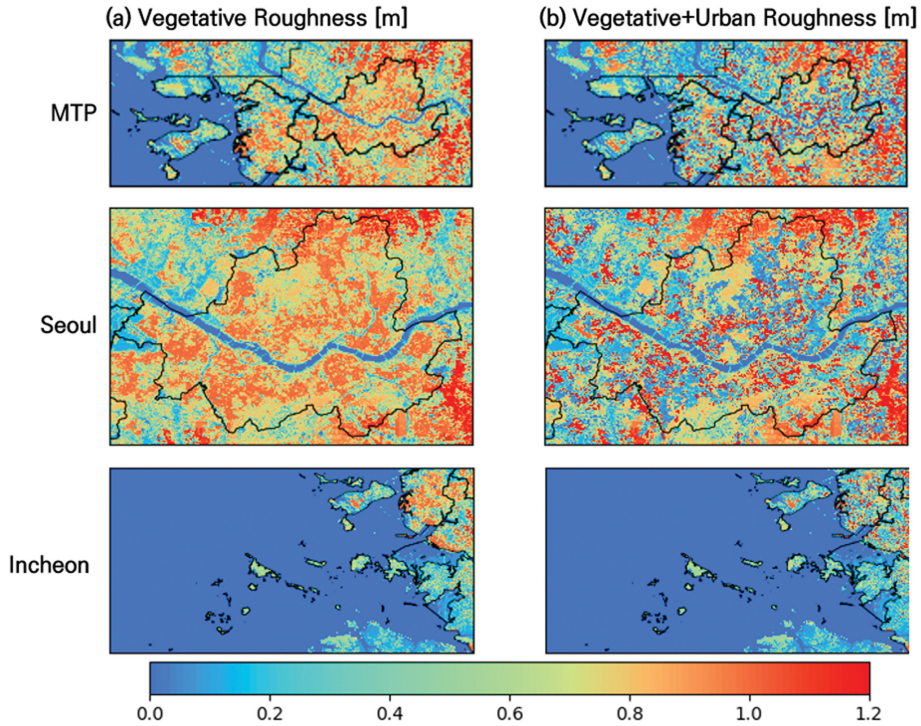 (a) Vegetative Roughness [m]
(b) Vegetative+Urban Roughness [m]
MTP
Seoul
Incheon
0.0 0.2 0.4 0.6 0.8 1.0 1.2